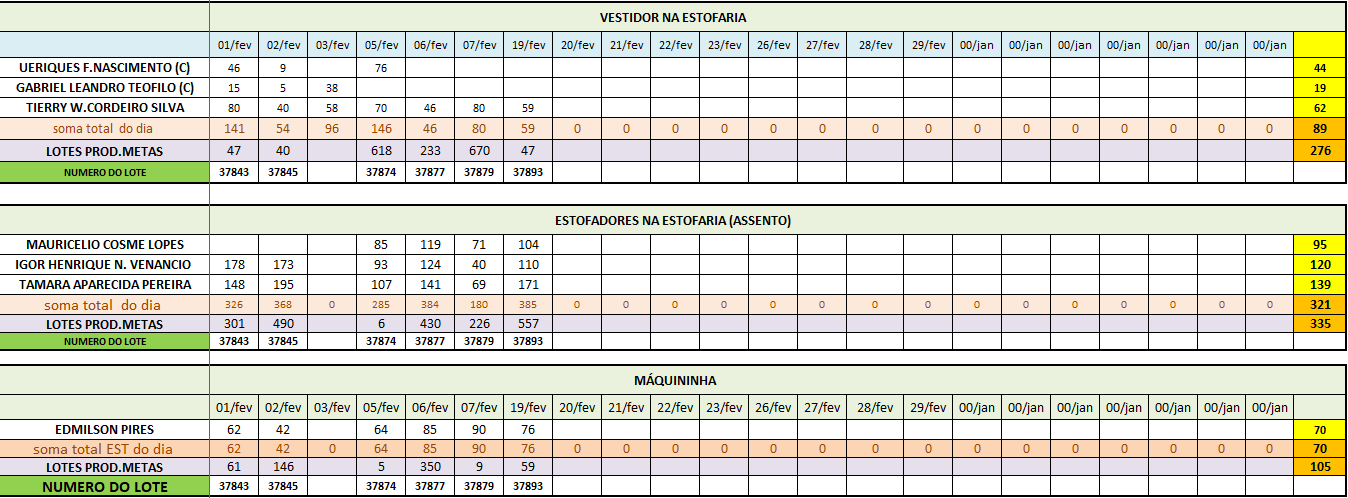 VESTIDOR NA ESTOFARIA
01/fev 02/fev 03/fev 05/fev 06/fev 07/fev 19/fev 20/fev 21/fev 22/fev 23/fev 26/fev 27/fev 28/fev 29/fev 00/jan 00/jan 00/jan 00/jan 00/jan 00/jan 00/jan
UERIQUES F.NASCIMENTO (C) 46 9 76 44
GABRIEL LEANDRO TEOFILO (C) 15 5 38 19
TIERRY W.CORDEIRO SILVA 80 40 58 70 46 80 59 62
soma total do dia 141 54 96 146 46 80 59 0 0 0 0 0 0 0 0 0 0 0 0 0 0 0 89
LOTES PROD.METAS 47 40 618 233 670 47 276
NUMERO DO LOTE 37843 37845 37874 37877 37879 37893
ESTOFADORES NA ESTOFARIA (ASSENTO)
MAURICELIO COSME LOPES 85 119 71 104 95
IGOR HENRIQUE N. VENANCIO 178 173 93 124 40 110 120
TAMARA APARECIDA PEREIRA 148 195 107 141 69 171 139
soma total do dia 326 368 0 285 384 180 385 0 0 0 0 0 0 0 0 0 0 0 0 0 0 0 321
LOTES PROD.METAS 301 490 6 430 226 557 335
NUMERO DO LOTE 37843 37845 37874 37877 37879 37893
MÁQUININHA
01/fev 02/fev 03/fev 05/fev 06/fev 07/fev 19/fev 20/fev 21/fev 22/fev 23/fev 26/fev 27/fev 28/fev 29/fev 00/jan 00/jan 00/jan 00/jan 00/jan 00/jan 00/jan
EDMILSON PIRES 62 42 64 85 90 76 70
soma total EST do dia 62 42 0 64 85 90 76 0 0 0 0 0 0 0 0 0 0 0 0 0 0 0 70
LOTES PROD.METAS 61 146 5 350 9 59 105
NUMERO DO LOTE 37843 37845 37874 37877 37879 37893